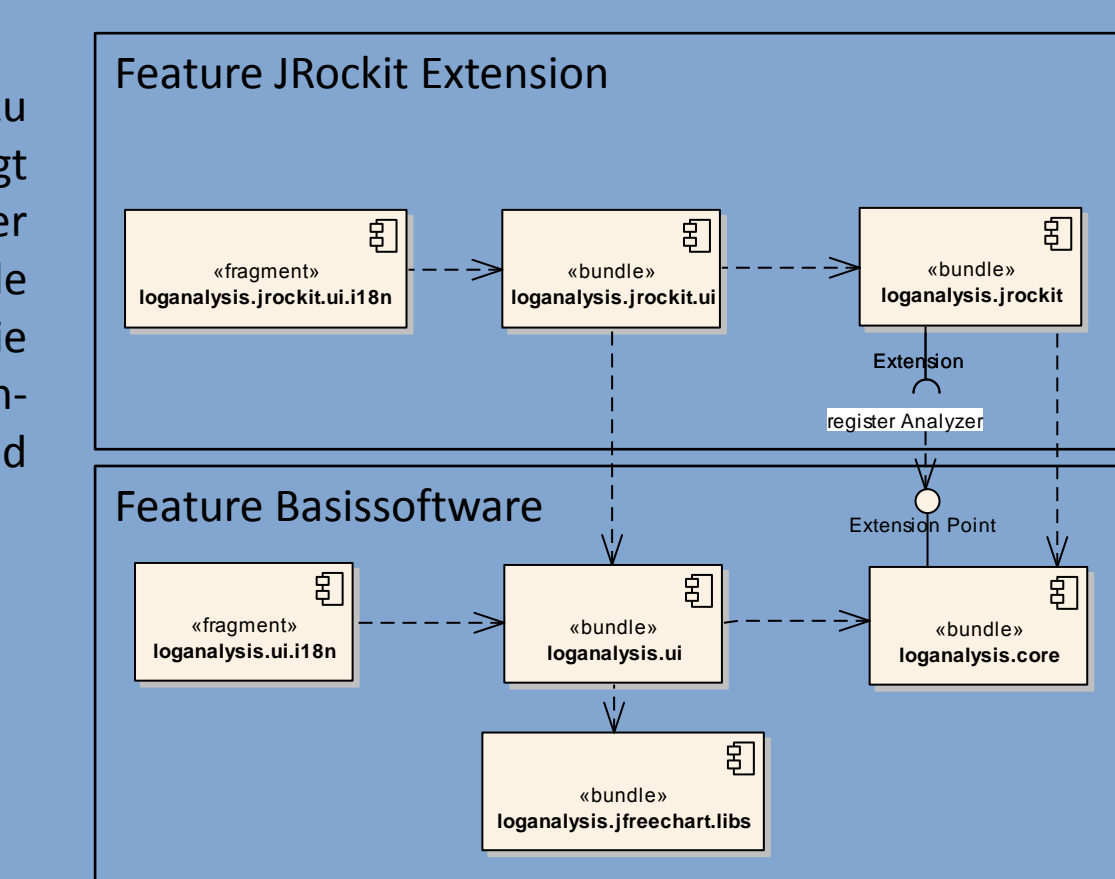 Feature JRockit Extension
«fragment»
loganalysis.jrockit.ui.i18n
«bundle»
loganalysis.jrockit.ui
«bundle»
loganalysis.jrockit
Extension
register Analyzer
Feature Basissoftware
Extension Point
«fragment»
loganalysis.ui.i18n
«bundle»
loganalysis.ui
«bundle»
loganalysis.core
«bundle»
loganalysis.jfreechart.libs